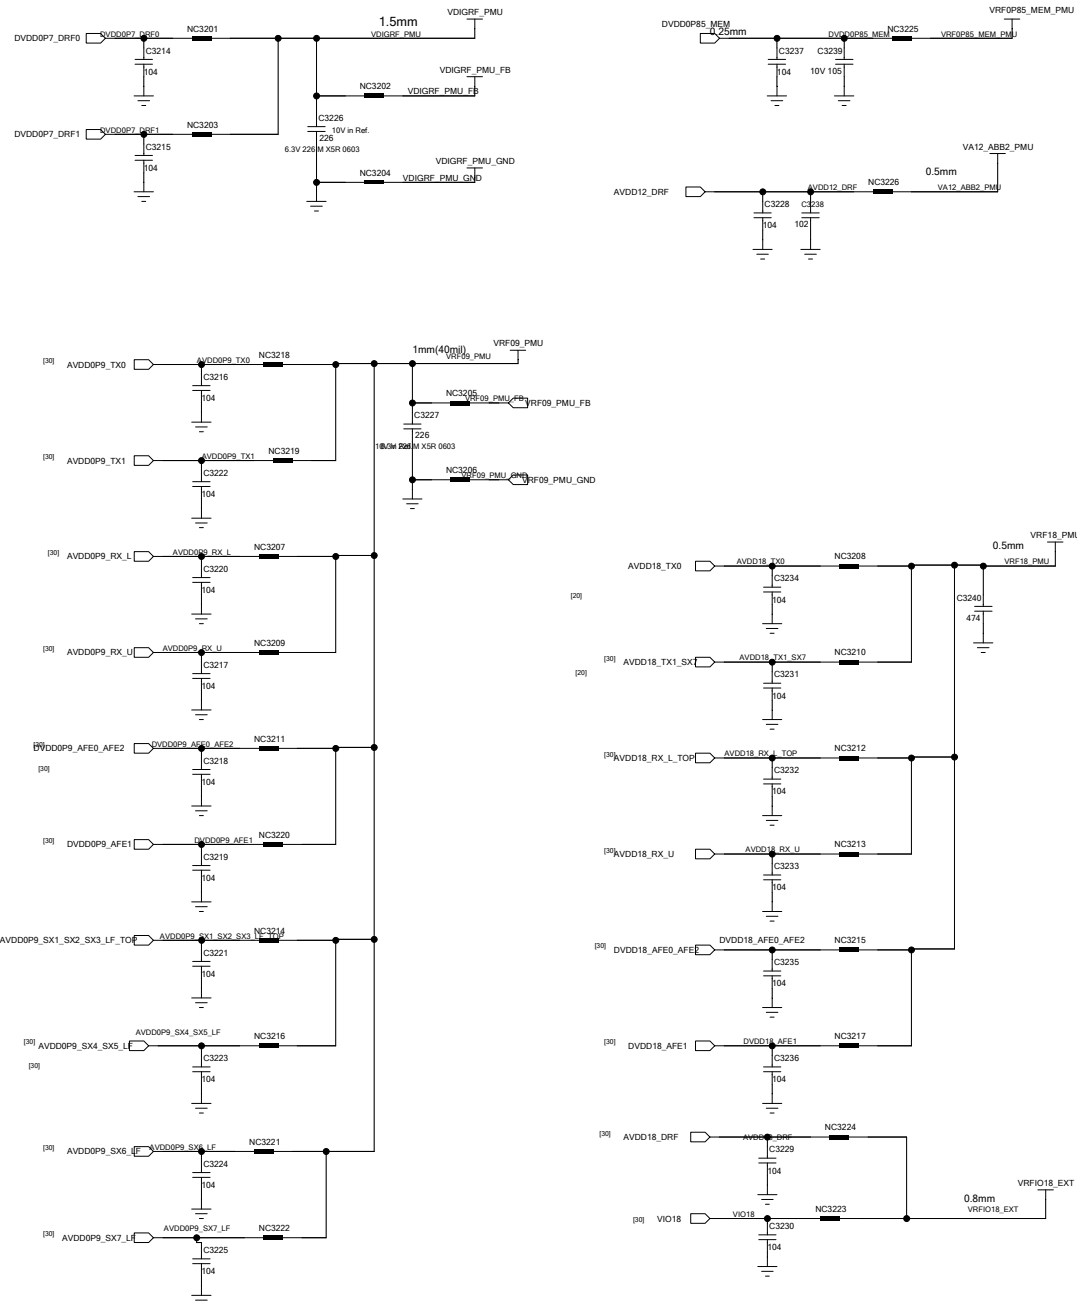 VDIGRF_PMU
1.5mm
DVDD0P7_DRF0
DVDD0P7_DRF0
NC3201
VDIGRF_PMU
C3214
104
VDIGRF_PMU_FB
NC3202
VDIGRF_PMU_FB
DVDD0P7_DRF1
DVDD0P7_DRF1
NC3203
C3226
10V in Ref.
226
6.3V 226 M X5R 0603
C3215
104
VDIGRF_PMU_GND
NC3204
VDIGRF_PMU_GND
VRF0P85_MEM_PMU
DVDD0P85_MEM
0.25mm
DVDD0P85_MEM
NC3225
VRF0P85_MEM_PMU
C3237
104
C3239
10V 105
VA12_ABB2_PMU
0.5mm
AVDD12_DRF
AVDD12_DRF
NC3226
VA12_ABB2_PMU
C3228
104
C3238
102
VRF09_PMU
1mm(40mil)
VRF09_PMU
[30]
AVDD0P9_TX0
AVDD0P9_TX0
NC3218
C3216
104
NC3205
VRF09_PMU_FB
VRF09_PMU_FB
C3227
226
M X5R 0603
[30]
AVDD0P9_TX1
AVDD0P9_TX1
NC3219
C3222
104
NC3206
VRF09_PMU_GND
VRF09_PMU_GND
[30]
AVDD0P9_RX_L
AVDD0P9_RX_L
NC3207
C3220
104
[30]
AVDD0P9_RX_U
AVDD0P9_RX_U
NC3209
C3217
104
[30]
DVDD0P9_AFE0_AFE2
DVDD0P9_AFE0_AFE2
NC3211
[30]
C3218
104
[30]
DVDD0P9_AFE1
DVDD0P9_AFE1
NC3220
C3219
104
AVDD0P9_SX1_SX2_SX3_LF_TOP
AVDD0P9_SX1_SX2_SX3_LF_TOP
NC3214
C3221
104
[30]
AVDD0P9_SX4_SX5_LF
AVDD0P9_SX4_SX5_LF
NC3216
[30]
C3223
104
[30]
AVDD0P9_SX6_LF
AVDD0P9_SX6_LF
NC3221
C3224
104
[30]
AVDD0P9_SX7_LF
AVDD0P9_SX7_LF
NC3222
C3225
104
VRF18_PMU
0.5mm
AVDD18_TX0
AVDD18_TX0
NC3208
VRF18_PMU
C3234
104
[20]
C3240
474
[30]
AVDD18_TX1_SX7
AVDD18_TX1_SX7
NC3210
[20]
C3231
104
[30]
AVDD18_RX_L_TOP
AVDD18_RX_L_TOP
NC3212
C3232
104
[30]
AVDD18_RX_U
AVDD18_RX_U
NC3213
C3233
104
[30]
DVDD18_AFE0_AFE2
DVDD18_AFE0_AFE2
NC3215
C3235
104
[30]
DVDD18_AFE1
DVDD18_AFE1
NC3217
C3236
104
[30]
AVDD18_DRF
AVDD18_DRF
NC3224
C3229
104
VRFIO18_EXT
0.8mm
[30]
VIO18
VIO18
NC3223
VRFIO18_EXT
C3230
104